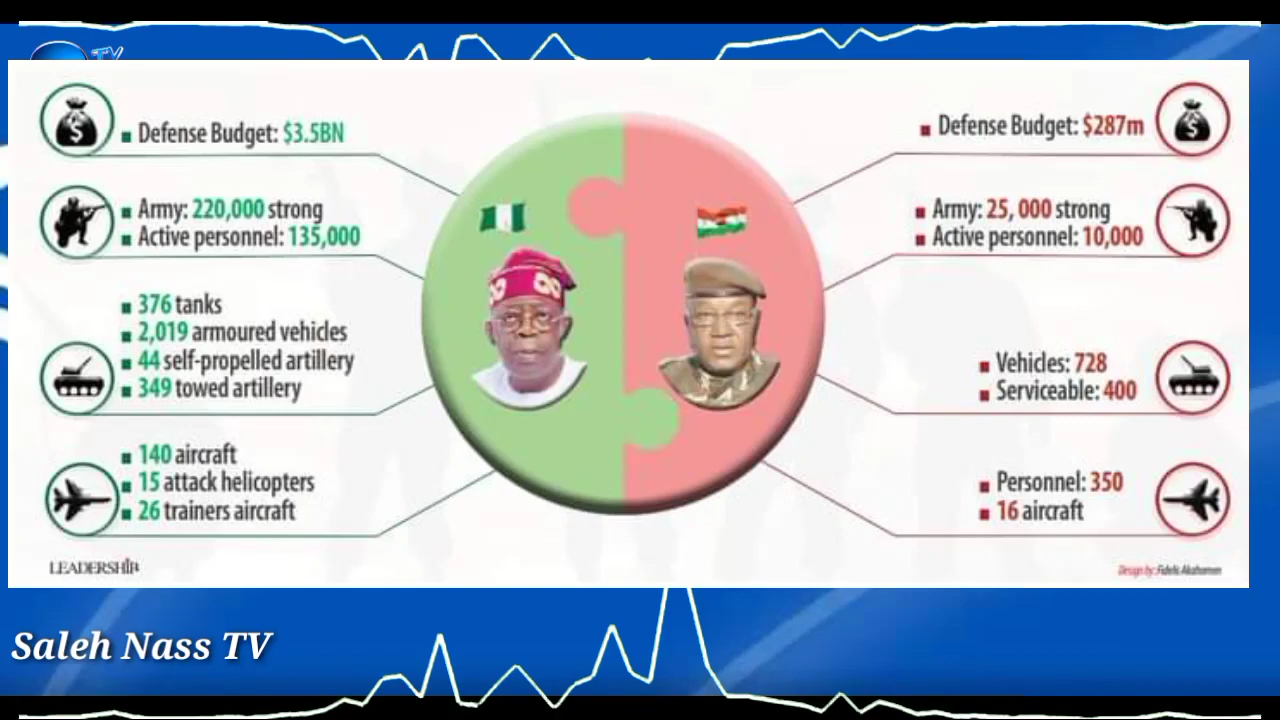 TV
Defense Budget: $3.5BN
Army: 220,000 strong
Active personnel: 135,000
376 tanks
2,019 armoured vehicles
44 self-propelled artillery
349 towed artillery
140 aircraft
15 attack helicopters
26 trainers aircraft
LEADERSHIP
Defense Budget: $287m
Army: 25, 000 strong
Active personnel: 10,000
Vehicles: 728
Serviceable: 400
Personnel: 350
16 aircraft
Design by: Fidelis
Saleh Nass TV